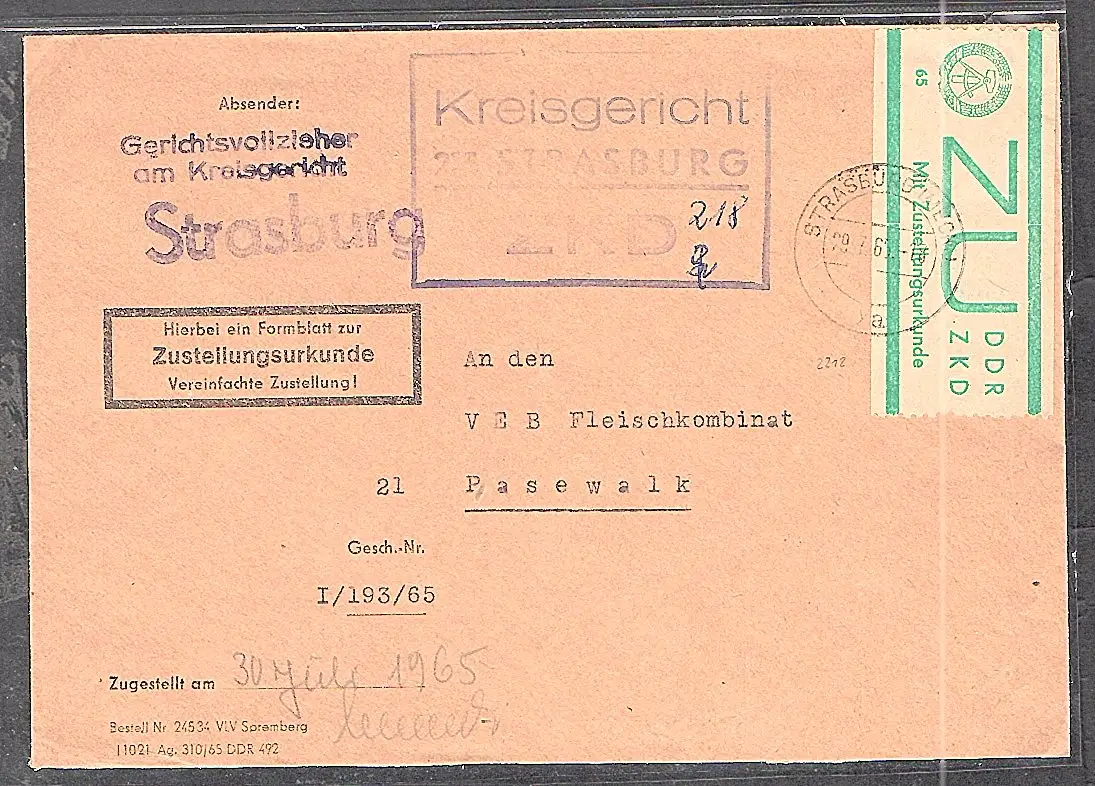 Absender:
Gerichtsvollzieher
am Kreisgericht
Strasburg
Kreisgericht
21 STRASBURG
ZKD
218
65
Mit Zustellungsurkunde
ZU
DDR
ZKD
STRASBURG
a
Hierbei ein Formblatt zur
Zustellungsurkunde
Vereinfachte Zustellung!
2212
An den
V E B Fleischkombinat
21 Pasewalk
Gesch.-Nr.
I/193/65
Zugestellt am 30 Juli 1965
Bestell Nr 24534 VLV Spremberg
11021 Ag. 310/65 DDR 492